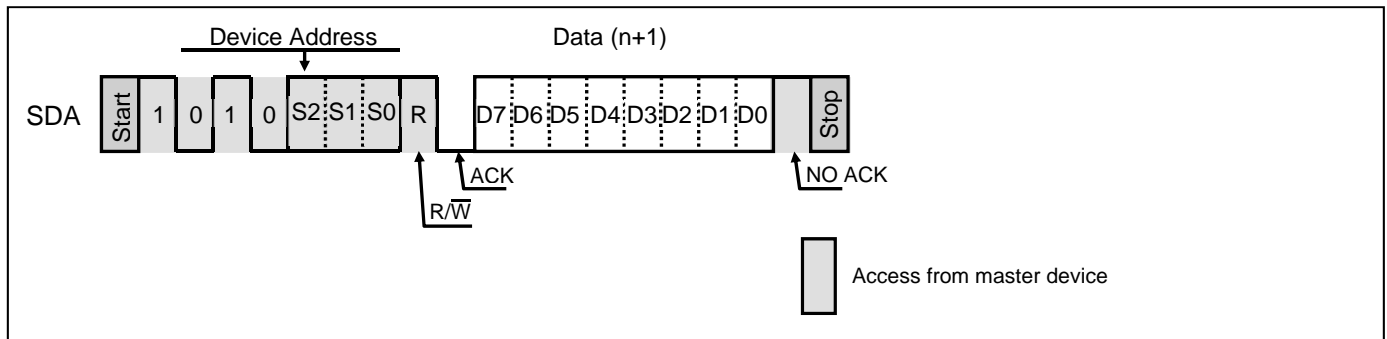 Device Address Data (n+1)
SDA Start 1 0 1 0 S2 S1 S0 R D7 D6 D5 D4 D3 D2 D1 D0 Stop
ACK NO ACK
R/W̅
Access from master device